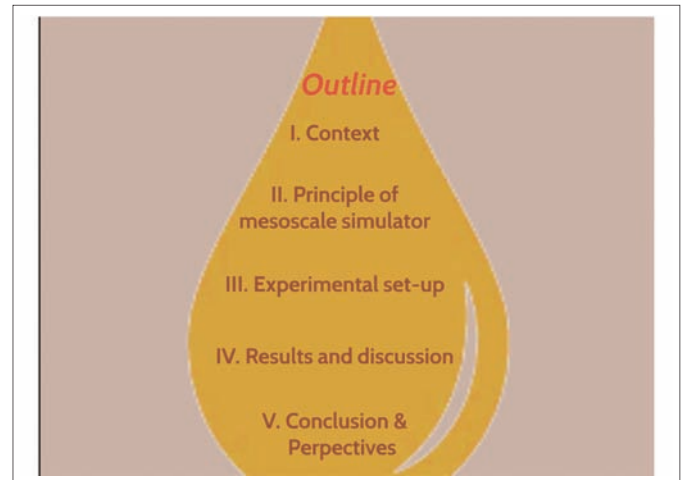 Outline
I. Context
II. Principle of
mesoscale simulator
III. Experimental set-up
IV. Results and discussion
V. Conclusion &
Perpectives